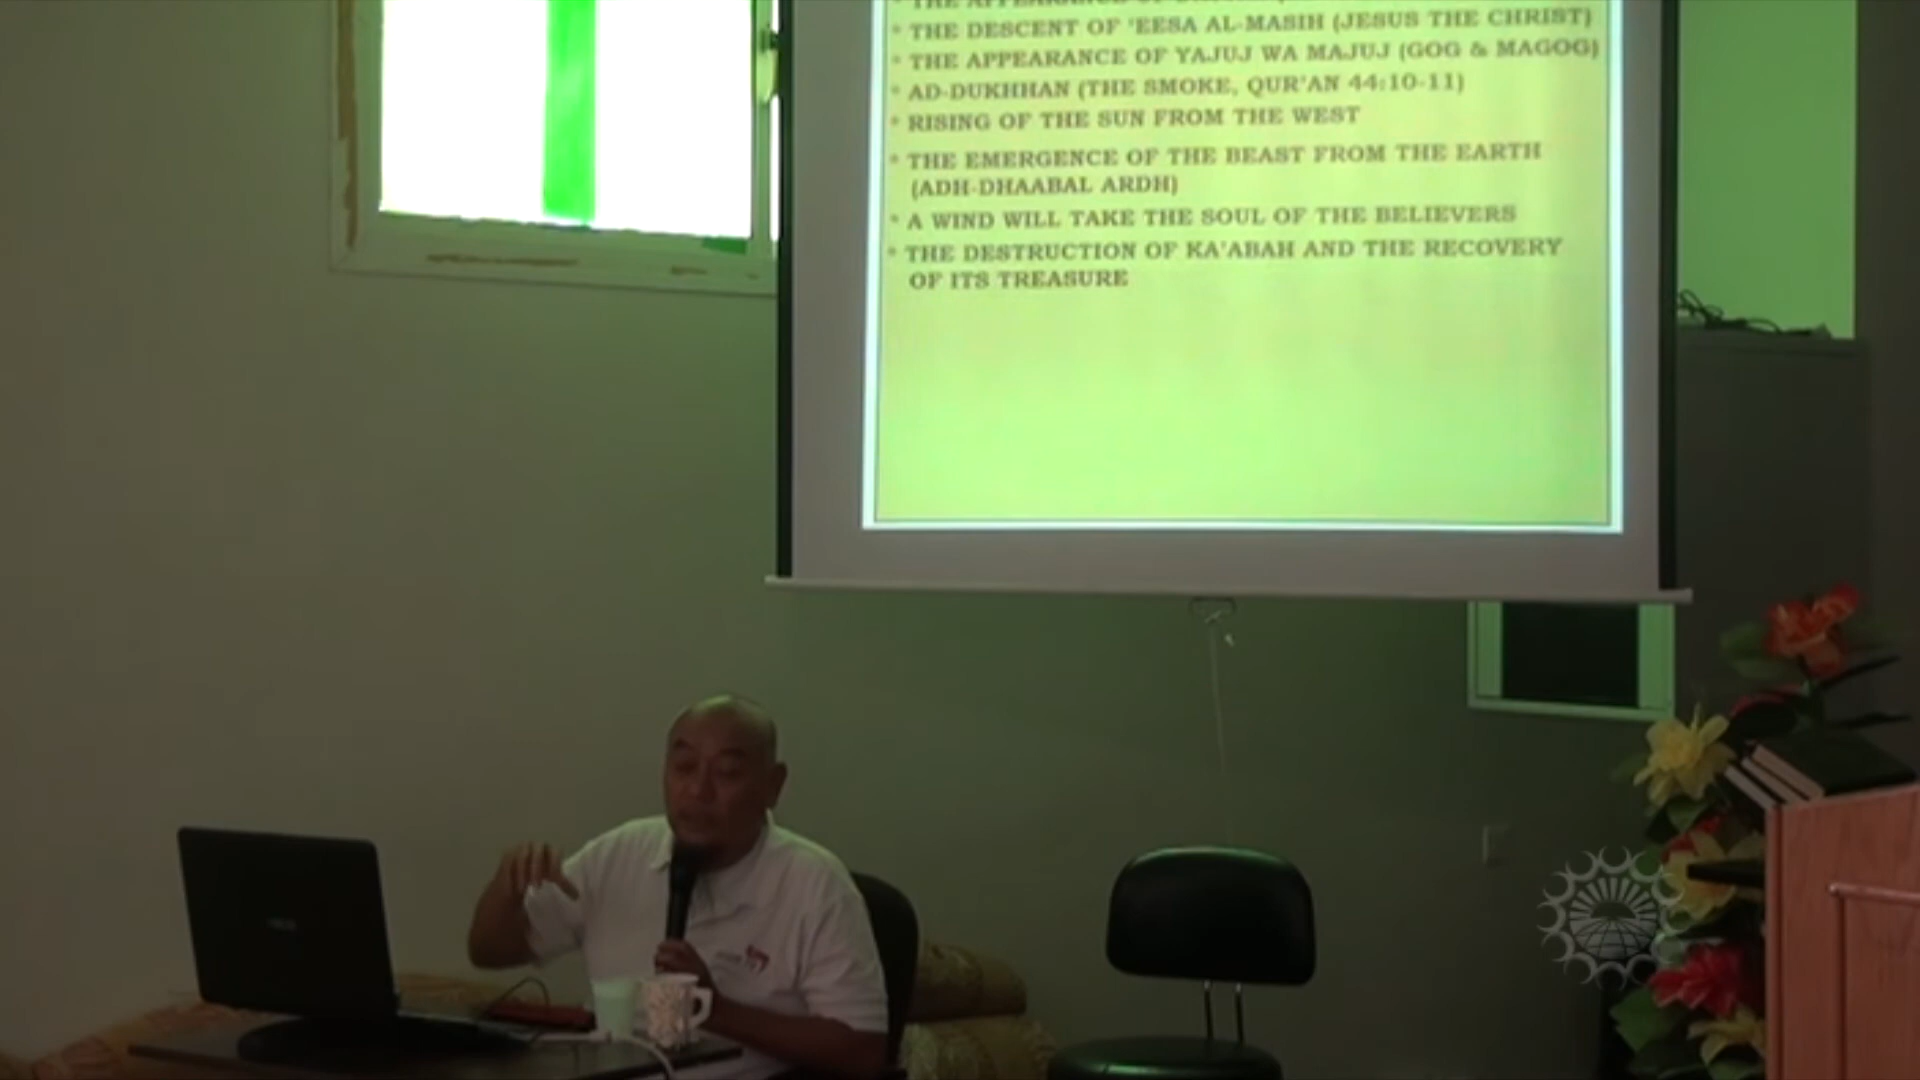 THE APPEARANCE OF
* THE DESCENT OF 'EESA AL-MASIH (JESUS THE CHRIST)
* THE APPEARANCE OF YAJUJ WA MAJUJ (GOG & MAGOG)
* AD-DUKHHAN (THE SMOKE, QUR'AN 44:10-11)
* RISING OF THE SUN FROM THE WEST
* THE EMERGENCE OF THE BEAST FROM THE EARTH
(ADH-DHAABAL ARDH)
* A WIND WILL TAKE THE SOUL OF THE BELIEVERS
* THE DESTRUCTION OF KA'ABAH AND THE RECOVERY
OF ITS TREASURE